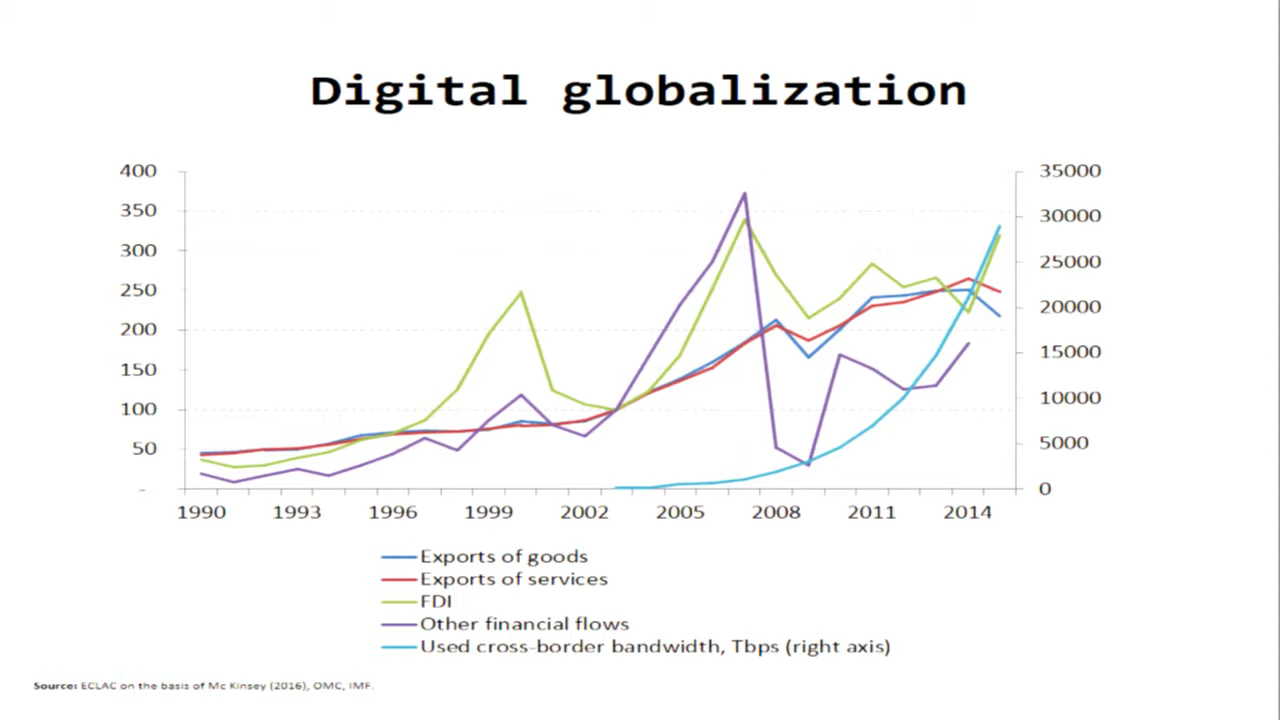 Digital globalization
400
350
300
250
200
150
100
50
-
35000
30000
25000
20000
15000
10000
5000
0
1990 1993 1996 1999 2002 2005 2008 2011 2014
Exports of goods
Exports of services
FDI
Other financial flows
Used cross-border bandwidth, Tbps (right axis)
Source: ECLAC on the basis of Mc Kinsey (2016), OMC, IMF.